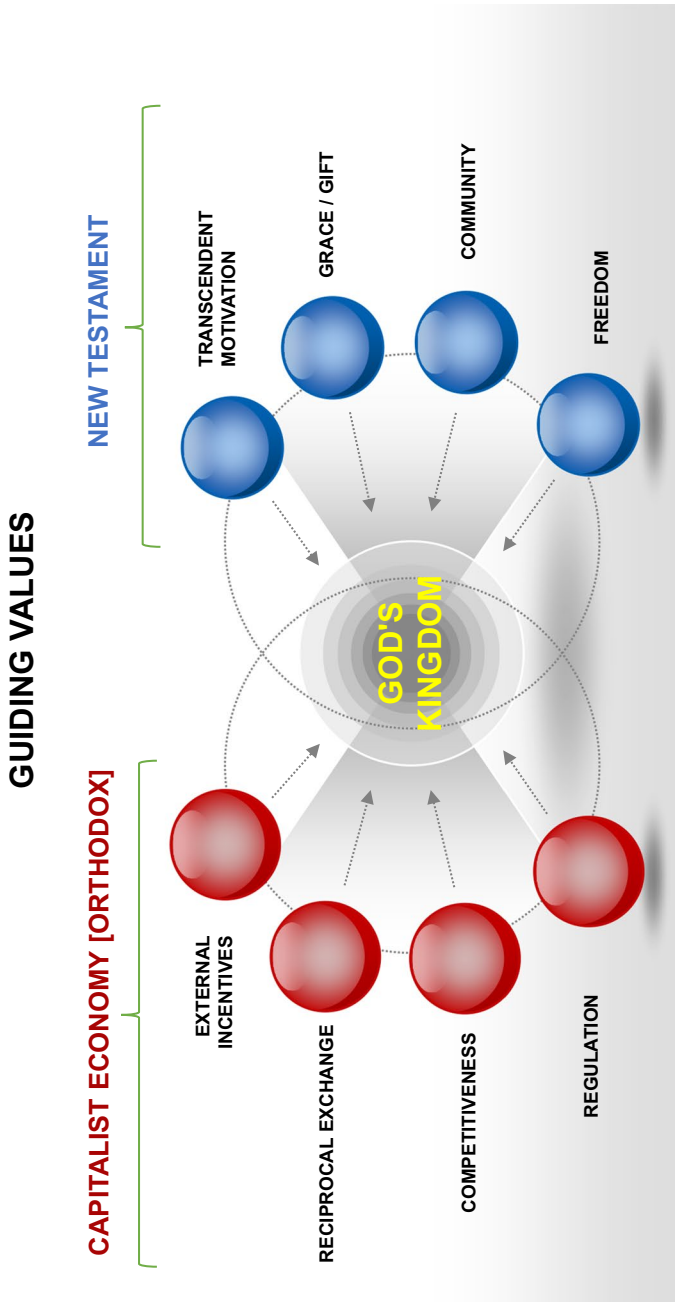 GUIDING VALUES
CAPITALIST ECONOMY [ORTHODOX]
NEW TESTAMENT
EXTERNAL
INCENTIVES
TRANSCENDENT
MOTIVATION
RECIPROCAL EXCHANGE
GRACE / GIFT
GOD'S
KINGDOM
COMPETITIVENESS
COMMUNITY
REGULATION
FREEDOM